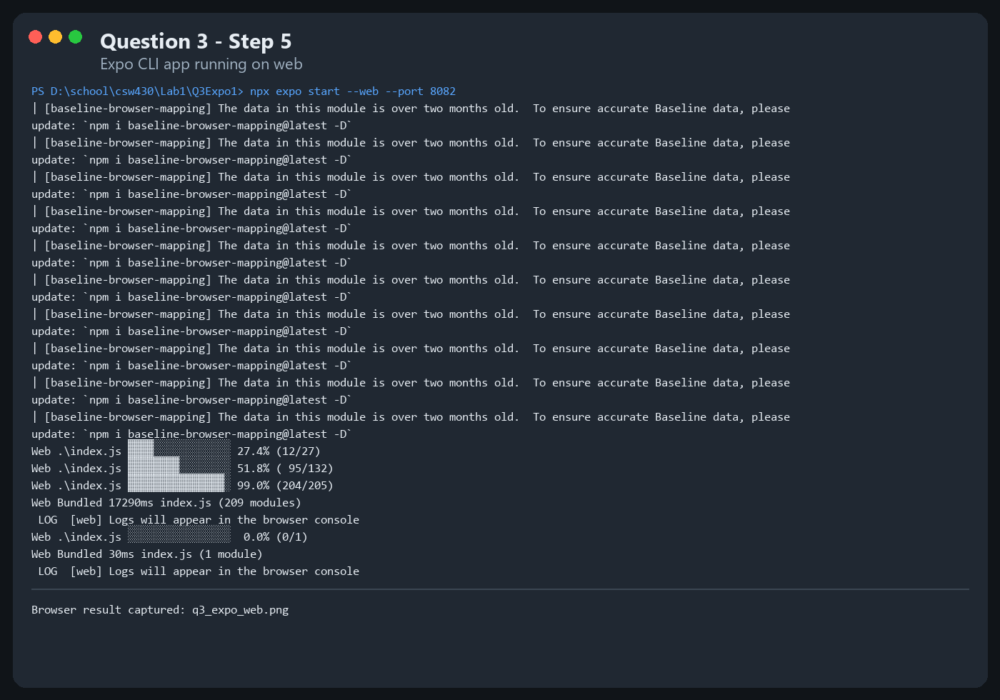 Question 3 - Step 5
Expo CLI app running on web
PS D:\school\csw430\Lab1\Q3Expo1> npx expo start --web --port 8082
| [baseline-browser-mapping] The data in this module is over two months old.  To ensure accurate Baseline data, please
update: `npm i baseline-browser-mapping@latest -D`
| [baseline-browser-mapping] The data in this module is over two months old.  To ensure accurate Baseline data, please
update: `npm i baseline-browser-mapping@latest -D`
| [baseline-browser-mapping] The data in this module is over two months old.  To ensure accurate Baseline data, please
update: `npm i baseline-browser-mapping@latest -D`
| [baseline-browser-mapping] The data in this module is over two months old.  To ensure accurate Baseline data, please
update: `npm i baseline-browser-mapping@latest -D`
| [baseline-browser-mapping] The data in this module is over two months old.  To ensure accurate Baseline data, please
update: `npm i baseline-browser-mapping@latest -D`
| [baseline-browser-mapping] The data in this module is over two months old.  To ensure accurate Baseline data, please
update: `npm i baseline-browser-mapping@latest -D`
| [baseline-browser-mapping] The data in this module is over two months old.  To ensure accurate Baseline data, please
update: `npm i baseline-browser-mapping@latest -D`
| [baseline-browser-mapping] The data in this module is over two months old.  To ensure accurate Baseline data, please
update: `npm i baseline-browser-mapping@latest -D`
| [baseline-browser-mapping] The data in this module is over two months old.  To ensure accurate Baseline data, please
update: `npm i baseline-browser-mapping@latest -D`
| [baseline-browser-mapping] The data in this module is over two months old.  To ensure accurate Baseline data, please
update: `npm i baseline-browser-mapping@latest -D`
Web .\index.js ▓▓▓▓░░░░░░░░░░░░ 27.4% (12/27)
Web .\index.js ▓▓▓▓▓▓▓▓░░░░░░░░ 51.8% ( 95/132)
Web .\index.js ▓▓▓▓▓▓▓▓▓▓▓▓▓▓▓░ 99.0% (204/205)
Web Bundled 17290ms index.js (209 modules)
 LOG  [web] Logs will appear in the browser console
Web .\index.js ░░░░░░░░░░░░░░░░  0.0% (0/1)
Web Bundled 30ms index.js (1 module)
 LOG  [web] Logs will appear in the browser console
Browser result captured: q3_expo_web.png